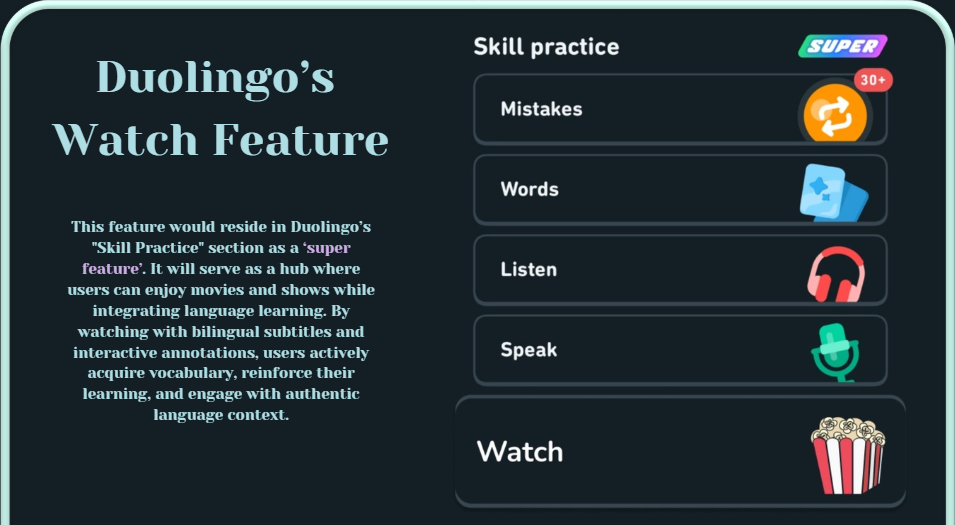 Duolingo’s
Watch Feature
This feature would reside in Duolingo’s
"Skill Practice" section as a ‘super
feature’. It will serve as a hub where
users can enjoy movies and shows while
integrating language learning. By
watching with bilingual subtitles and
interactive annotations, users actively
acquire vocabulary, reinforce their
learning, and engage with authentic
language context.
Skill practice
SUPER
30+
Mistakes
Words
Listen
Speak
Watch